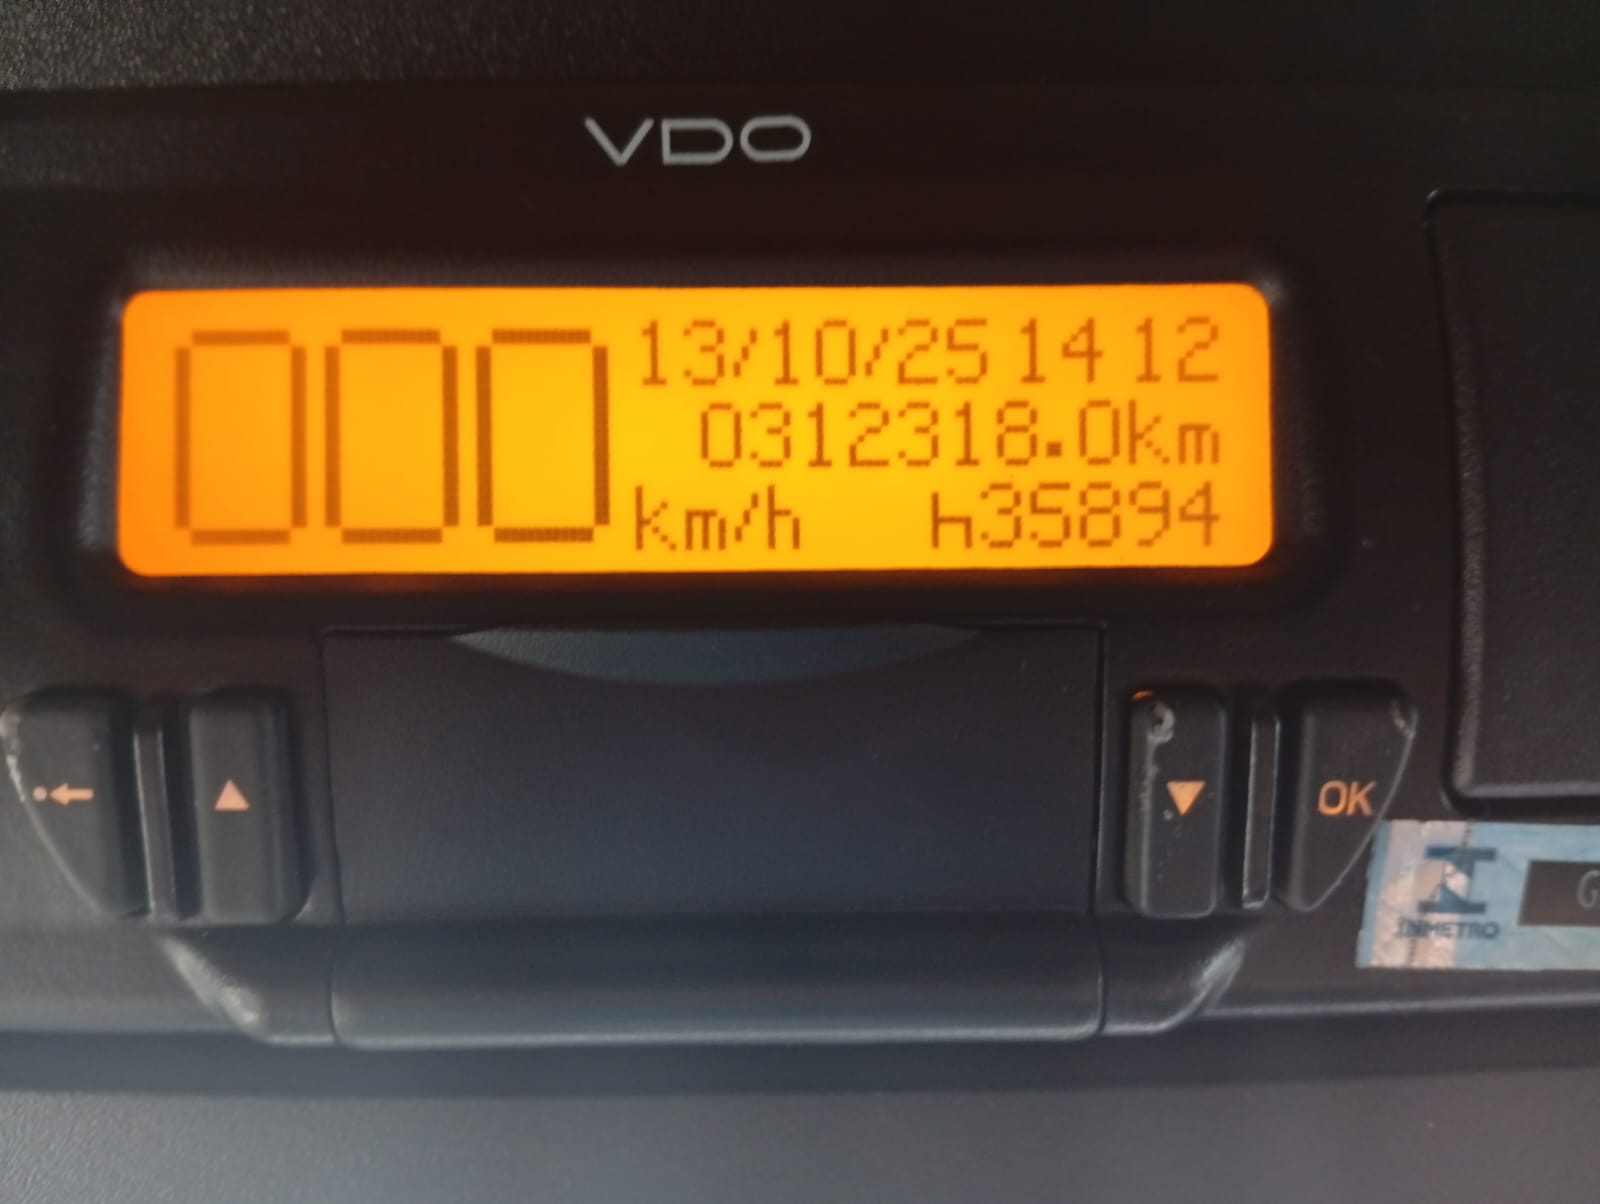 VDO
000
13/10/25 14 12
0312318.0km
km/h h35894
OK
INMETRO
G